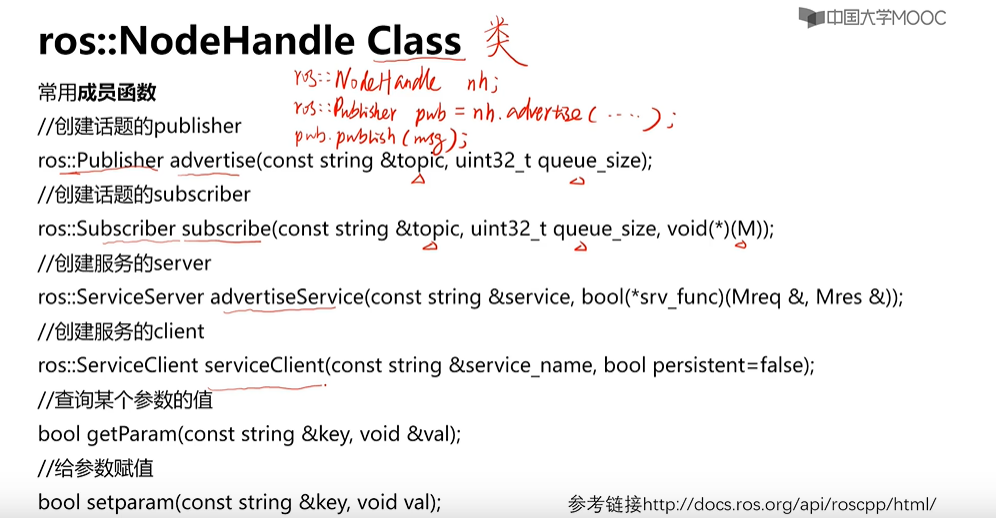 中国大学MOOC
ros::NodeHandle Class 类
ros::NodeHandle nh;
常用成员函数
ros::Publisher pub = nh.advertise(.....);
//创建话题的publisher
pub.publish(msg);
ros::Publisher advertise(const string &topic, uint32_t queue_size);
//创建话题的subscriber
ros::Subscriber subscribe(const string &topic, uint32_t queue_size, void(*)(M));
//创建服务的server
ros::ServiceServer advertiseService(const string &service, bool(*srv_func)(Mreq &, Mres &));
//创建服务的client
ros::ServiceClient serviceClient(const string &service_name, bool persistent=false);
//查询某个参数的值
bool getParam(const string &key, void &val);
//给参数赋值
bool setparam(const string &key, void val);
参考链接http://docs.ros.org/api/roscpp/html/